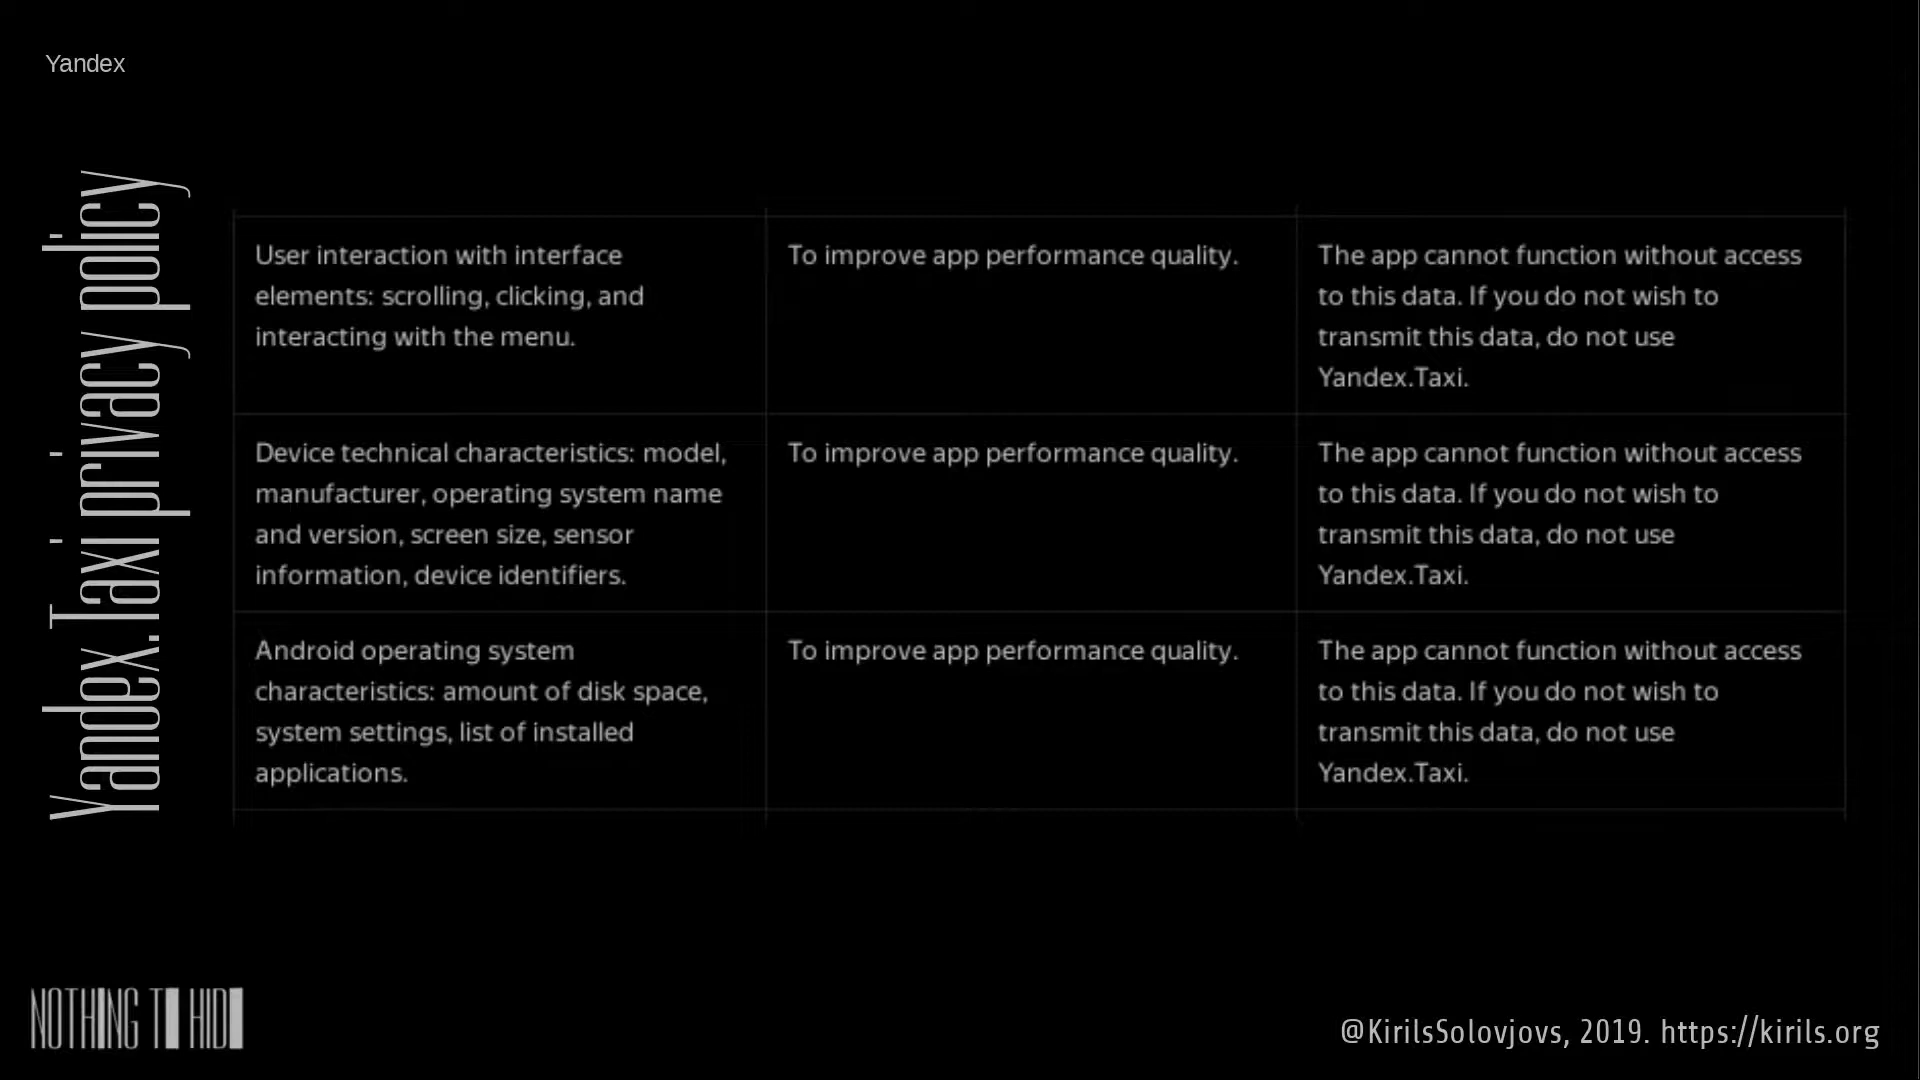 Yandex
Yandex.Taxi privacy policy
User interaction with interface
elements: scrolling, clicking, and
interacting with the menu.
To improve app performance quality.
The app cannot function without access
to this data. If you do not wish to
transmit this data, do not use
Yandex.Taxi.
Device technical characteristics: model,
manufacturer, operating system name
and version, screen size, sensor
information, device identifiers.
To improve app performance quality.
The app cannot function without access
to this data. If you do not wish to
transmit this data, do not use
Yandex.Taxi.
Android operating system
characteristics: amount of disk space,
system settings, list of installed
applications.
To improve app performance quality.
The app cannot function without access
to this data. If you do not wish to
transmit this data, do not use
Yandex.Taxi.
NOTHING T█ HID█
@KirilsSolovjovs, 2019. https://kirils.org